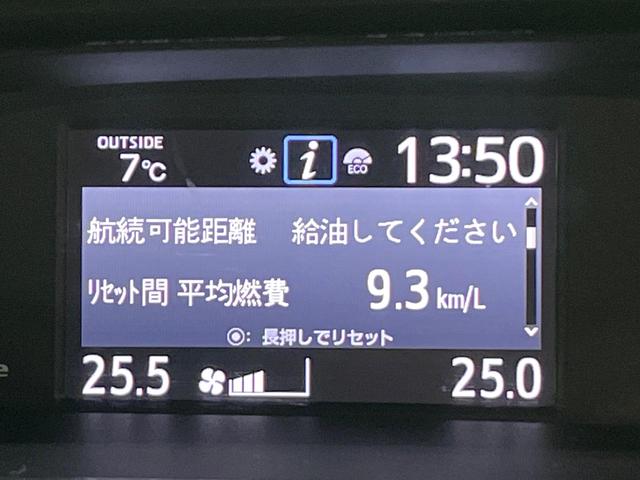 OUTSIDE
7℃
ECO
13:50
航続可能距離 給油してください
リセット間 平均燃費 9.3 km/L
◉: 長押しでリセット
25.5 25.0